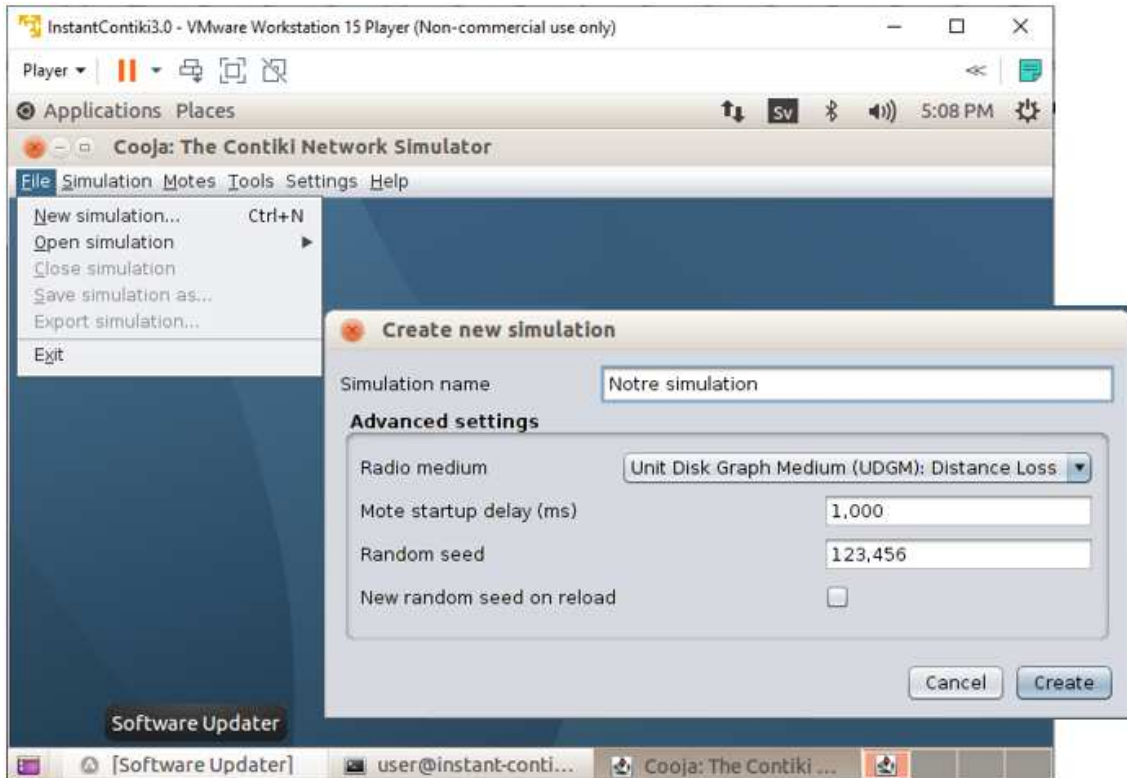 InstantContiki3.0 - VMware Workstation 15 Player (Non-commercial use only)
Player
Applications Places
Sv
5:08 PM
Cooja: The Contiki Network Simulator
File Simulation Motes Tools Settings Help
New simulation... Ctrl+N
Open simulation
Close simulation
Save simulation as...
Export simulation...
Exit
Create new simulation
Simulation name Notre simulation
Advanced settings
Radio medium Unit Disk Graph Medium (UDGM): Distance Loss
Mote startup delay (ms) 1,000
Random seed 123,456
New random seed on reload
Cancel Create
Software Updater
[Software Updater] user@instant-conti... Cooja: The Contiki ...